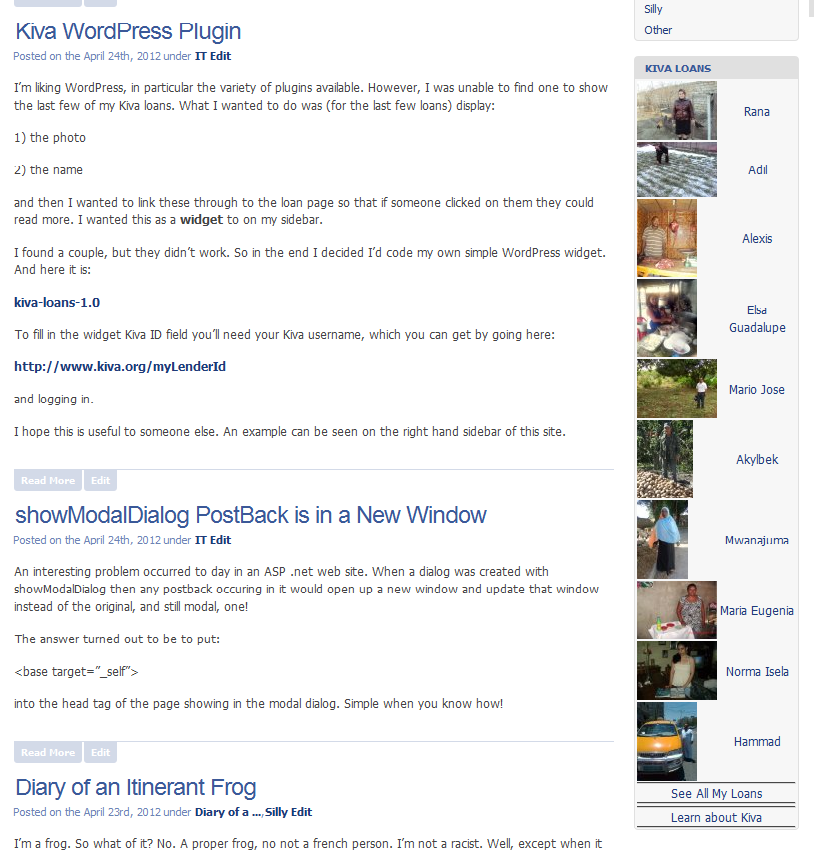 Kiva WordPress Plugin
Posted on the April 24th, 2012 under IT Edit
I'm liking WordPress, in particular the variety of plugins available. However, I was unable to find one to show
the last few of my Kiva loans. What I wanted to do was (for the last few loans) display:
1) the photo
2) the name
and then I wanted to link these through to the loan page so that if someone clicked on them they could
read more. I wanted this as a widget to on my sidebar.
I found a couple, but they didn't work. So in the end I decided I'd code my own simple WordPress widget.
And here it is:
kiva-loans-1.0
To fill in the widget Kiva ID field you'll need your Kiva username, which you can get by going here:
http://www.kiva.org/myLenderId
and logging in.
I hope this is useful to someone else. An example can be seen on the right hand sidebar of this site.
Read More Edit
showModalDialog PostBack is in a New Window
Posted on the April 24th, 2012 under IT Edit
An interesting problem occurred to day in an ASP .net web site. When a dialog was created with
showModalDialog then any postback occuring in it would open up a new window and update that window
instead of the original, and still modal, one!
The answer turned out to be to put:
<base target="_self">
into the head tag of the page showing in the modal dialog. Simple when you know how!
Read More Edit
Diary of an Itinerant Frog
Posted on the April 23rd, 2012 under Diary of a ..., Silly Edit
I'm a frog. So what of it? No. A proper frog, no not a french person. I'm not a racist. Well, except when it
Silly
Other
KIVA LOANS
Rana
Adil
Alexis
Elsa
Guadalupe
Mario Jose
Akylbek
Mwanajuma
Maria Eugenia
Norma Isela
Hammad
See All My Loans
Learn about Kiva